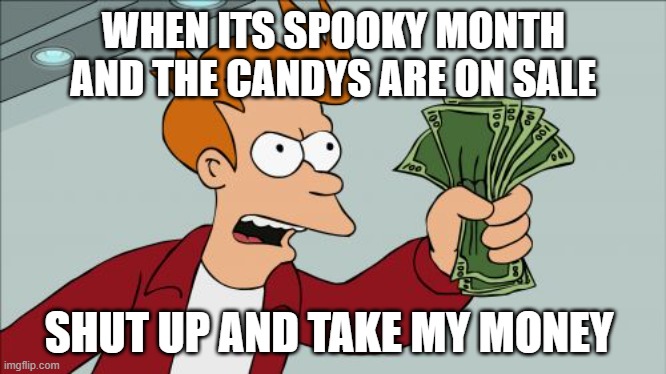 WHEN ITS SPOOKY MONTH
AND THE CANDYS ARE ON SALE
SHUT UP AND TAKE MY MONEY
imgflip.com